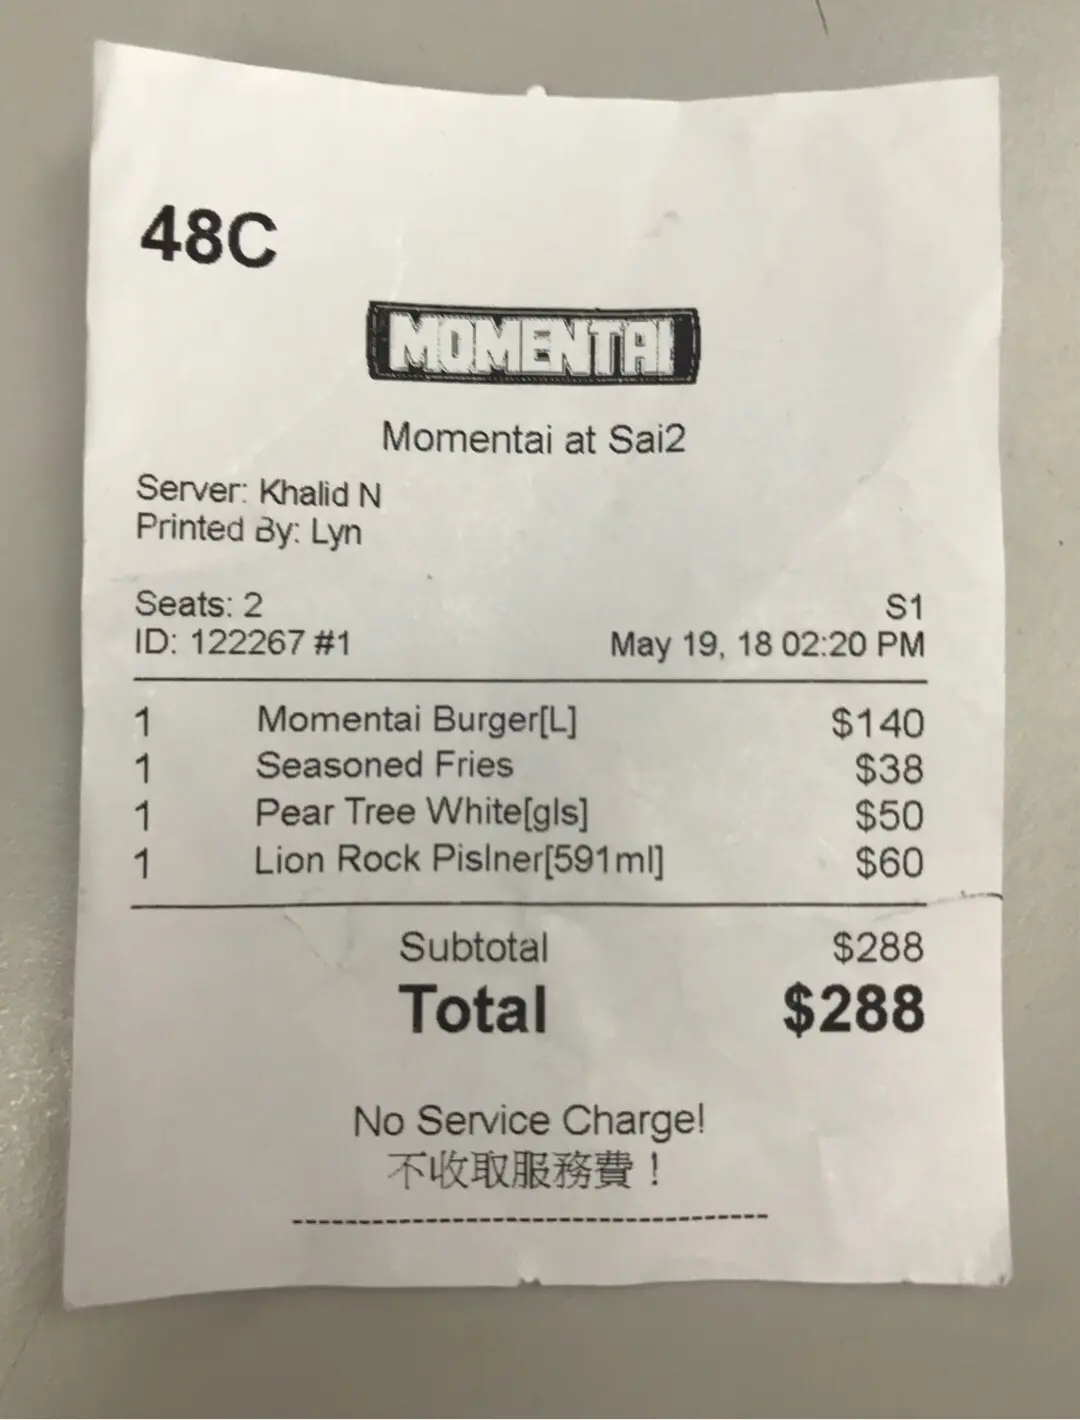 48C
MOMENTAI
Momentai at Sai2
Server: Khalid N
Printed By: Lyn
Seats: 2 S1
ID: 122267 #1 May 19, 18 02:20 PM
1 Momentai Burger[L] $140
1 Seasoned Fries $38
1 Pear Tree White[gls] $50
1 Lion Rock Pislner[591ml] $60
Subtotal $288
Total $288
No Service Charge!
不收取服務費！